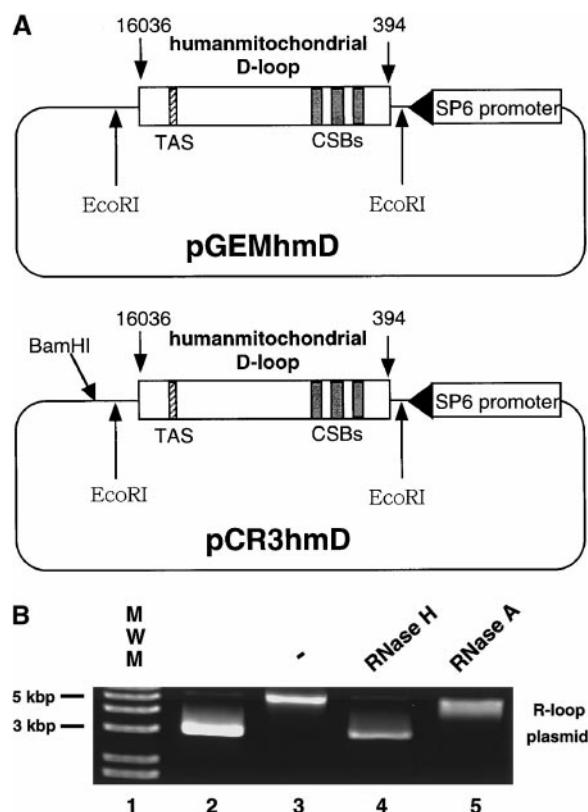 A
16036
394
humanmitochondrial
D-loop
SP6 promoter
TAS
CSBs
EcoRI
EcoRI
pGEMhmD
16036
394
humanmitochondrial
D-loop
BamHI
SP6 promoter
TAS
CSBs
EcoRI
EcoRI
pCR3hmD
B
M
W
M
-
RNase H
RNase A
5 kbp
3 kbp
R-loop
plasmid
1 2 3 4 5